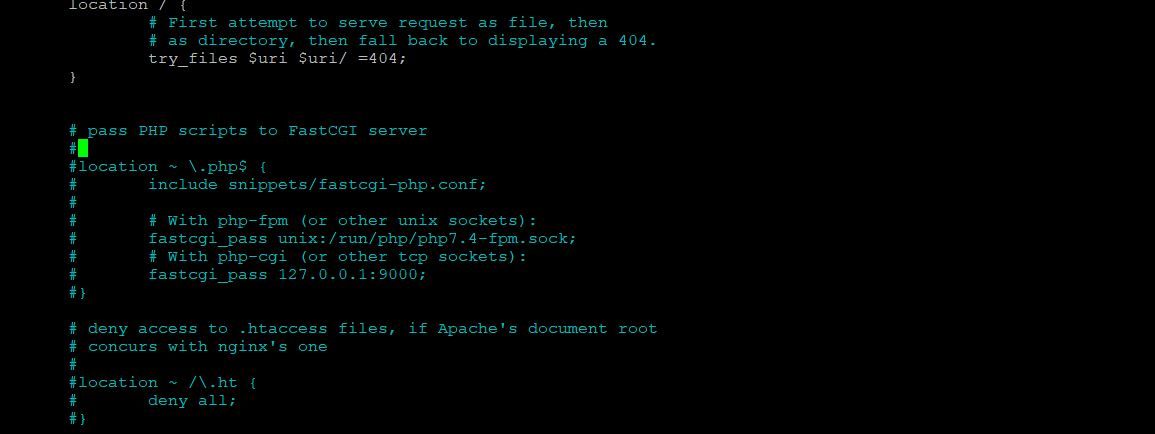 location / {
# First attempt to serve request as file, then
# as directory, then fall back to displaying a 404.
try_files $uri $uri/ =404;
}
# pass PHP scripts to FastCGI server
#
#location ~ \.php$ {
#       include snippets/fastcgi-php.conf;
#
#       # With php-fpm (or other unix sockets):
#       fastcgi_pass unix:/run/php/php7.4-fpm.sock;
#       # With php-cgi (or other tcp sockets):
#       fastcgi_pass 127.0.0.1:9000;
#}
# deny access to .htaccess files, if Apache's document root
# concurs with nginx's one
#
#location ~ /\.ht {
#       deny all;
#}